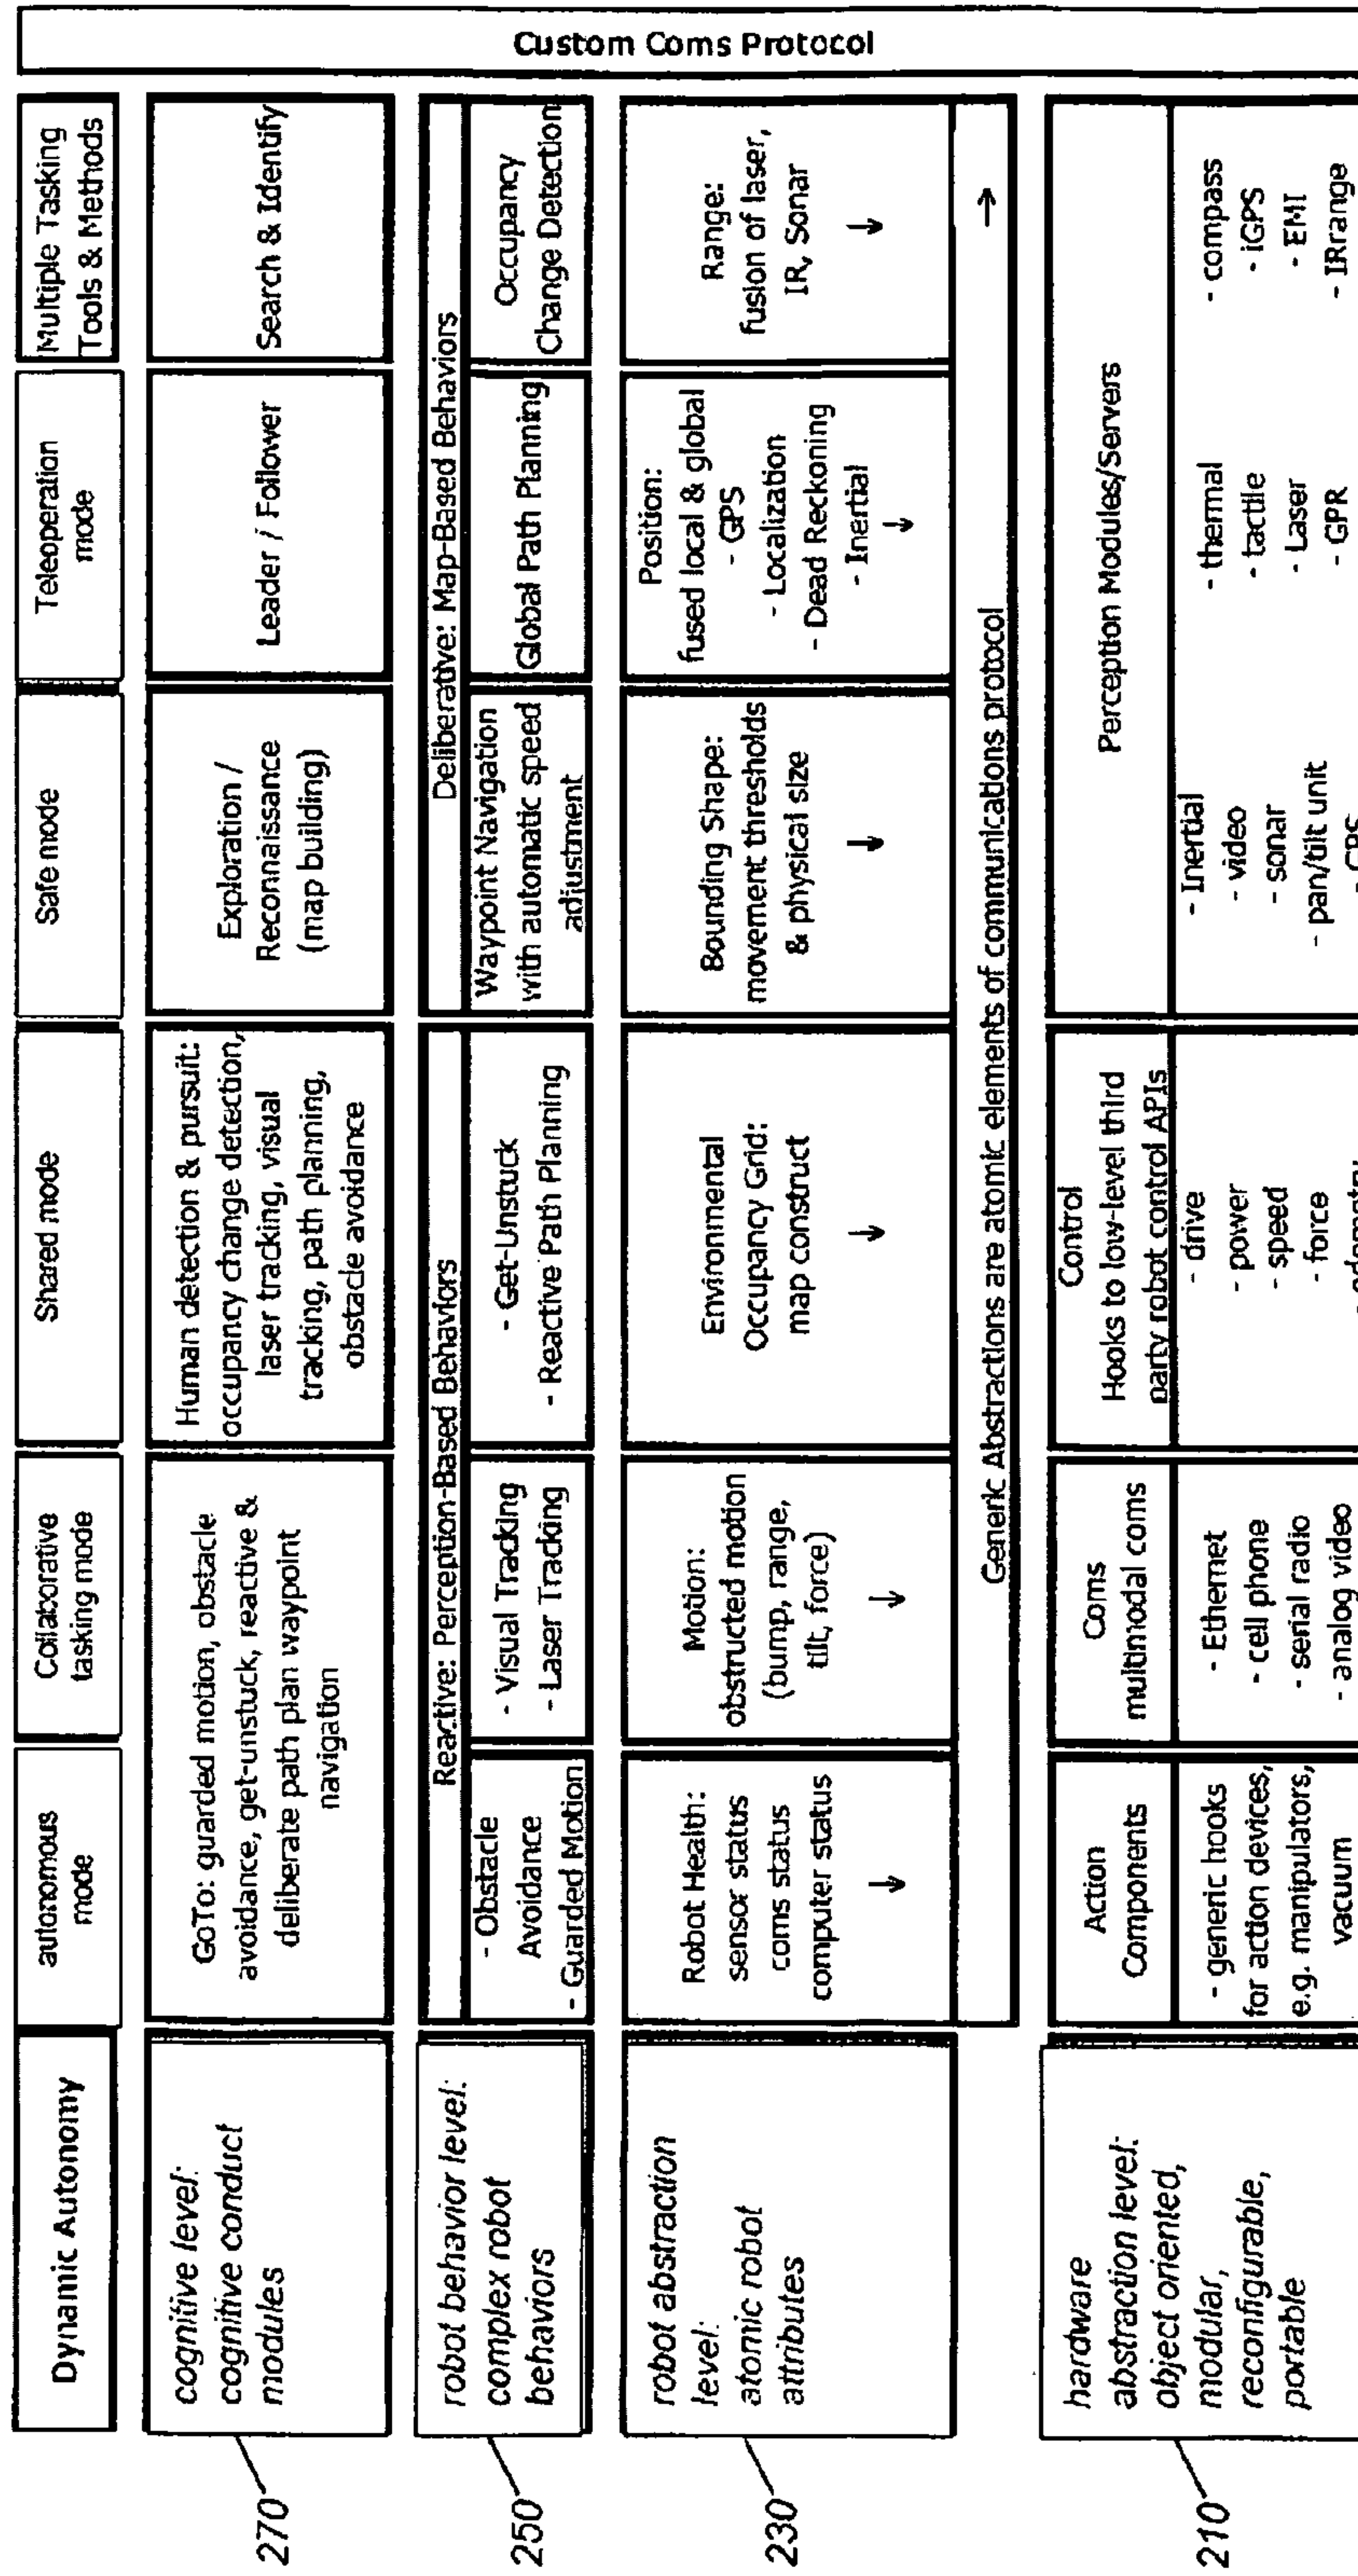 Dynamic Autonomy
autonomous
mode
Collaborative
tasking mode
Shared mode
Safe mode
Teleoperation
mode
Multiple Tasking
Tools & Methods
Custom Coms Protocol
270
cognitive level:
cognitive conduct
modules
GoTo: guarded motion, obstacle
avoidance, get-unstuck, reactive &
deliberate path plan waypoint
navigation
Human detection & pursuit:
occupancy change detection,
laser tracking, visual
tracking, path planning,
obstacle avoidance
Exploration /
Reconnaissance
(map building)
Leader / Follower
Search & Identify
250
robot behavior level:
complex robot
behaviors
Reactive: Perception-Based Behaviors
- Obstacle
Avoidance
- Guarded Motion
- Visual Tracking
- Laser Tracking
- Get-Unstuck
- Reactive Path Planning
Deliberative: Map-Based Behaviors
Waypoint Navigation
with automatic speed
adjustment
Global Path Planning
Occupancy
Change Detection
230
robot abstraction
level:
atomic robot
attributes
Robot Health:
sensor status
coms status
computer status
↓
Motion:
obstructed motion
(bump, range,
tilt, force)
↓
Environmental
Occupancy Grid:
map construct
↓
Bounding Shape:
movement thresholds
& physical size
↓
Position:
fused local & global
- GPS
- Localization
- Dead Reckoning
- Inertial
↓
Range:
fusion of laser,
IR, Sonar
↓
Generic Abstractions are atomic elements of communications protocol →
210
hardware
abstraction level:
object oriented,
modular,
reconfigurable,
portable
Action
Components
- generic hooks
for action devices,
e.g. manipulators,
vacuum
Coms
multimodal coms
- Ethernet
- cell phone
- serial radio
- analog video
Control
Hooks to low-level third
party robot control APIs
- drive
- power
- speed
- force
Perception Modules/Servers
- Inertial
- video
- sonar
- pan/tilt unit
- thermal
- tactile
- Laser
- GPR
- compass
- iGPS
- EMI
- IRrange